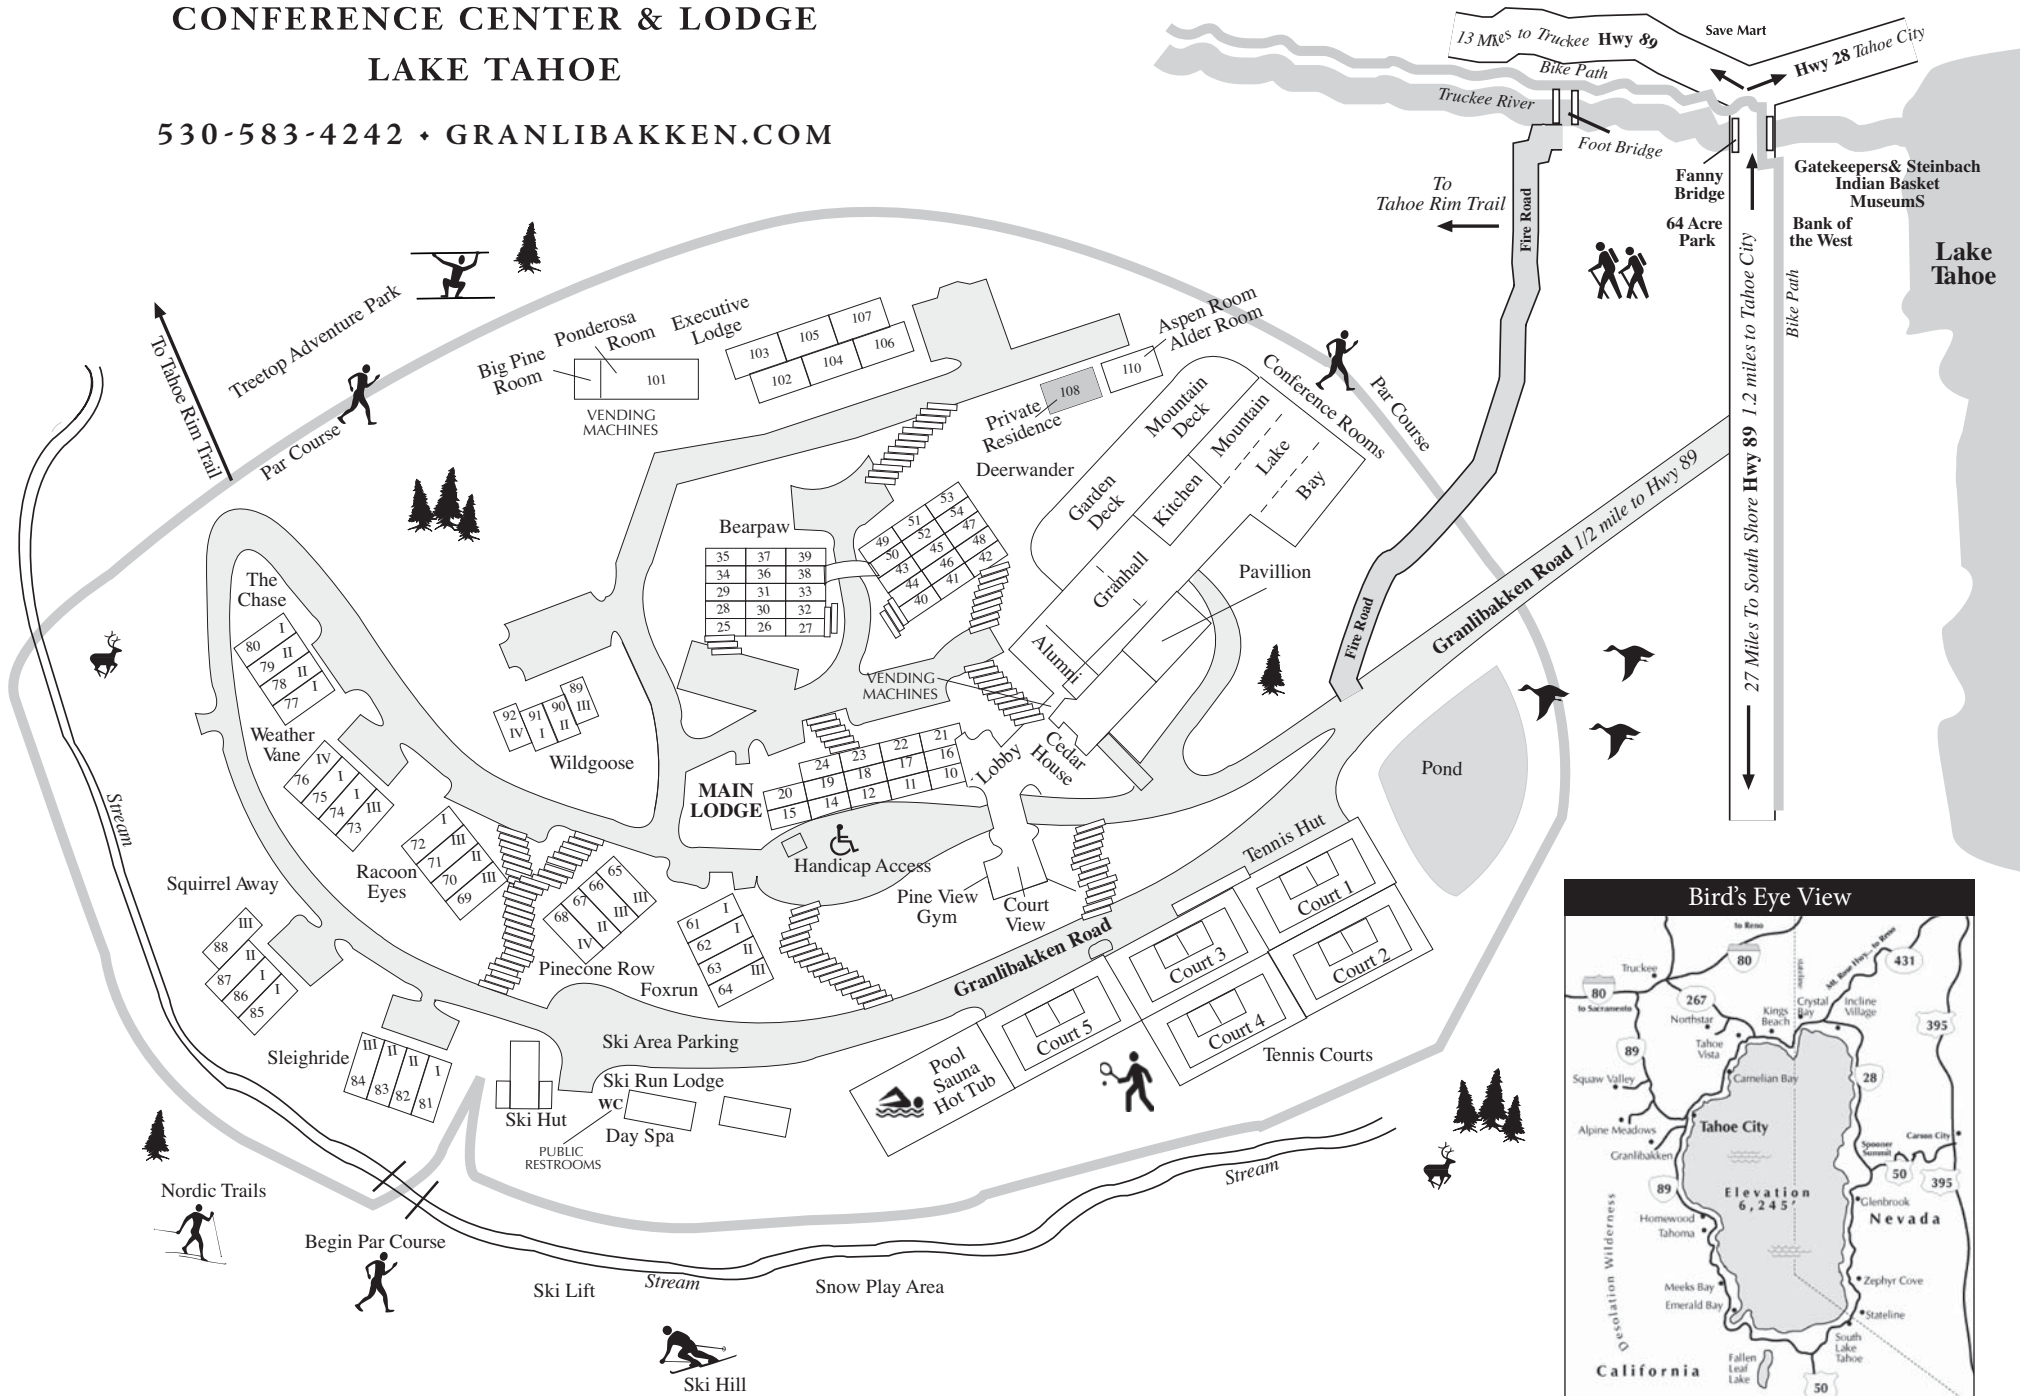 CONFERENCE CENTER & LODGE
LAKE TAHOE
530-583-4242 • GRANLIBAKKEN.COM
13 Miles to Truckee Hwy 89
Save Mart
Hwy 28 Tahoe City
Bike Path
Truckee River
Foot Bridge
Fanny
Bridge
Gatekeepers& Steinbach
Indian Basket
MuseumS
64 Acre
Park
Bank of
the West
Lake
Tahoe
To
Tahoe Rim Trail
Fire Road
Bike Path
27 Miles To South Shore Hwy 89 1.2 miles to Tahoe City
To Tahoe Rim Trail
Treetop Adventure Park
Par Course
Big Pine
Room
Ponderosa
Room
Executive
Lodge
101
VENDING
MACHINES
103
105
107
102
104
106
Aspen Room
Alder Room
110
108
Private
Residence
Deerwander
Mountain
Deck
Garden
Deck
Conference Rooms
Mountain
Lake
Bay
Kitchen
Granhall
Alumni
Pavillion
Par Course
Granlibakken Road 1/2 mile to Hwy 89
Fire Road
Bearpaw
35 37 39
34 36 38
29 31 33
28 30 32
25 26 27
53
51 54
49 52 47
50 45 48
43 46 42
44 41
40
The
Chase
80 I
79 II
78 II
77 I
Weather
Vane
76 IV
75 I
74 I
73 III
Racoon
Eyes
72 I
71 III
70 II
69 III
92 IV
91 I
90 II
89 III
Wildgoose
VENDING
MACHINES
MAIN
LODGE
24 23 22 21
20 19 18 17 16
15 14 12 11 10
Lobby
Cedar
House
Handicap Access
Pine View
Gym
Court
View
Pond
Squirrel Away
88 III
87 II
86 I
85 I
Pinecone Row
65 III
66 III
67 II
68 IV
Foxrun
61 I
62 I
63 II
64 III
Granlibakken Road
Tennis Hut
Court 1
Court 2
Court 3
Court 4
Court 5
Tennis Courts
Pool
Sauna
Hot Tub
Sleighride
84 III
83 II
82 II
81 I
Ski Area Parking
Ski Run Lodge
WC
Ski Hut
Day Spa
PUBLIC
RESTROOMS
Stream
Stream
Stream
Nordic Trails
Begin Par Course
Ski Lift
Snow Play Area
Ski Hill
Bird's Eye View
to Reno
80
Mt. Rose Hwy... to Reno
431
Truckee
80
to Sacramento
stateline
267
Northstar
Kings
Beach
Crystal
Bay
Incline
Village
395
Tahoe
Vista
89
Squaw Valley
Carnelian Bay
28
Alpine Meadows
Tahoe City
Granlibakken
Spooner
Summit
Carson City
50
395
89
Elevation
6,245'
Glenbrook
Nevada
Homewood
Tahoma
Desolation Wilderness
Meeks Bay
Emerald Bay
Zephyr Cove
Stateline
South
Lake
Tahoe
Fallen
Leaf
Lake
California
50